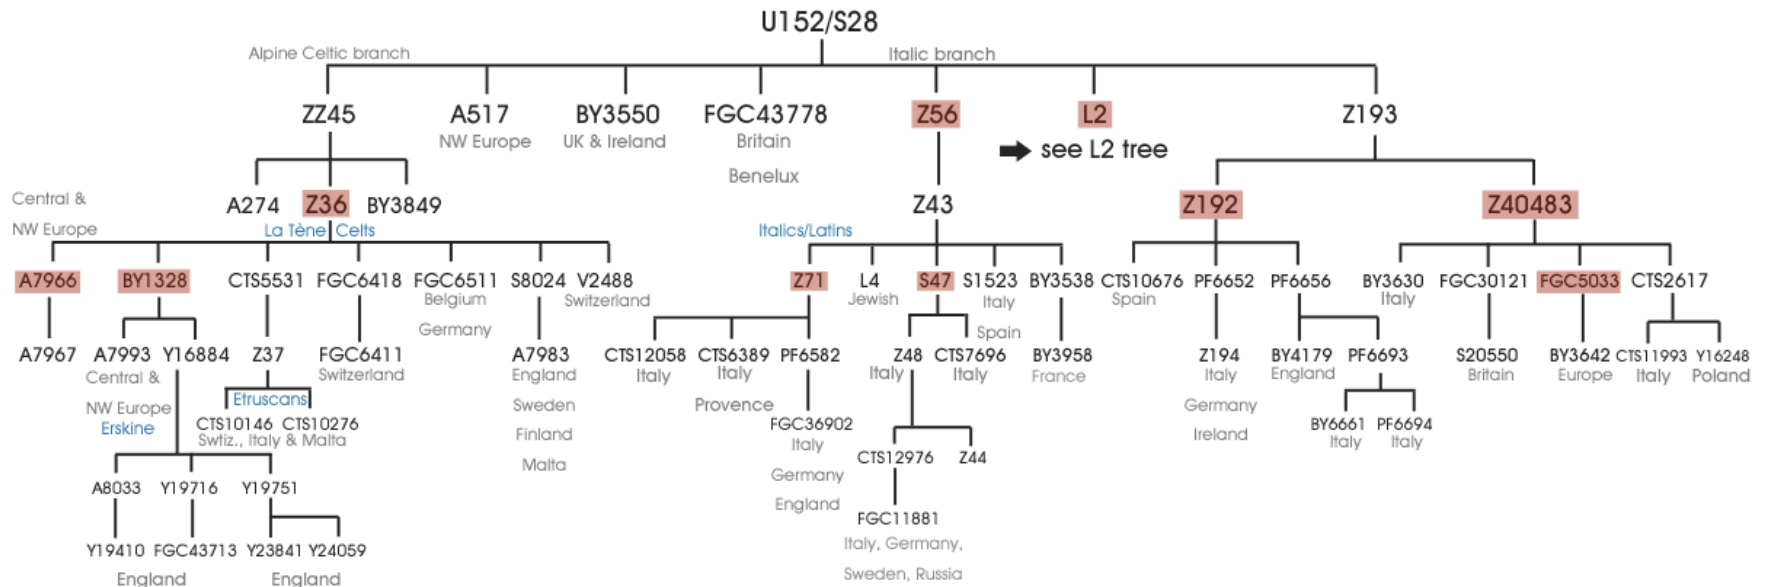 U152/S28
Alpine Celtic branch Italic branch
ZZ45 A517 BY3550 FGC43778 Z56 L2 Z193
NW Europe UK & Ireland Britain
➡ see L2 tree
Benelux
Central &
A274 Z36 BY3849 Z43 Z192 Z40483
NW Europe La Tène Celts Italics/Latins
A7966 BY1328 CTS5531 FGC6418 FGC6511 S8024 V2488 Z71 L4 S47 S1523 BY3538 CTS10676 PF6652 PF6656 BY3630 FGC30121 FGC5033 CTS2617
Belgium Switzerland Jewish Italy Spain Italy
Germany Spain
A7967 A7993 Y16884 Z37 FGC6411 A7983 CTS12058 CTS6389 PF6582 Z48 CTS7696 BY3958 Z194 BY4179 PF6693 S20550 BY3642 CTS11993 Y16248
Central & Switzerland England Italy Italy Italy Italy France Italy England Britain Europe Italy Poland
NW Europe Etruscans Sweden Provence Germany
Erskine CTS10146 CTS10276 FGC36902 BY6661 PF6694
Swtiz., Italy & Malta Finland Italy Ireland Italy Italy
CTS12976 Z44
Malta Germany
A8033 Y19716 Y19751 England
FGC11881
Y19410 FGC43713 Y23841 Y24059 Italy, Germany,
England England Sweden, Russia